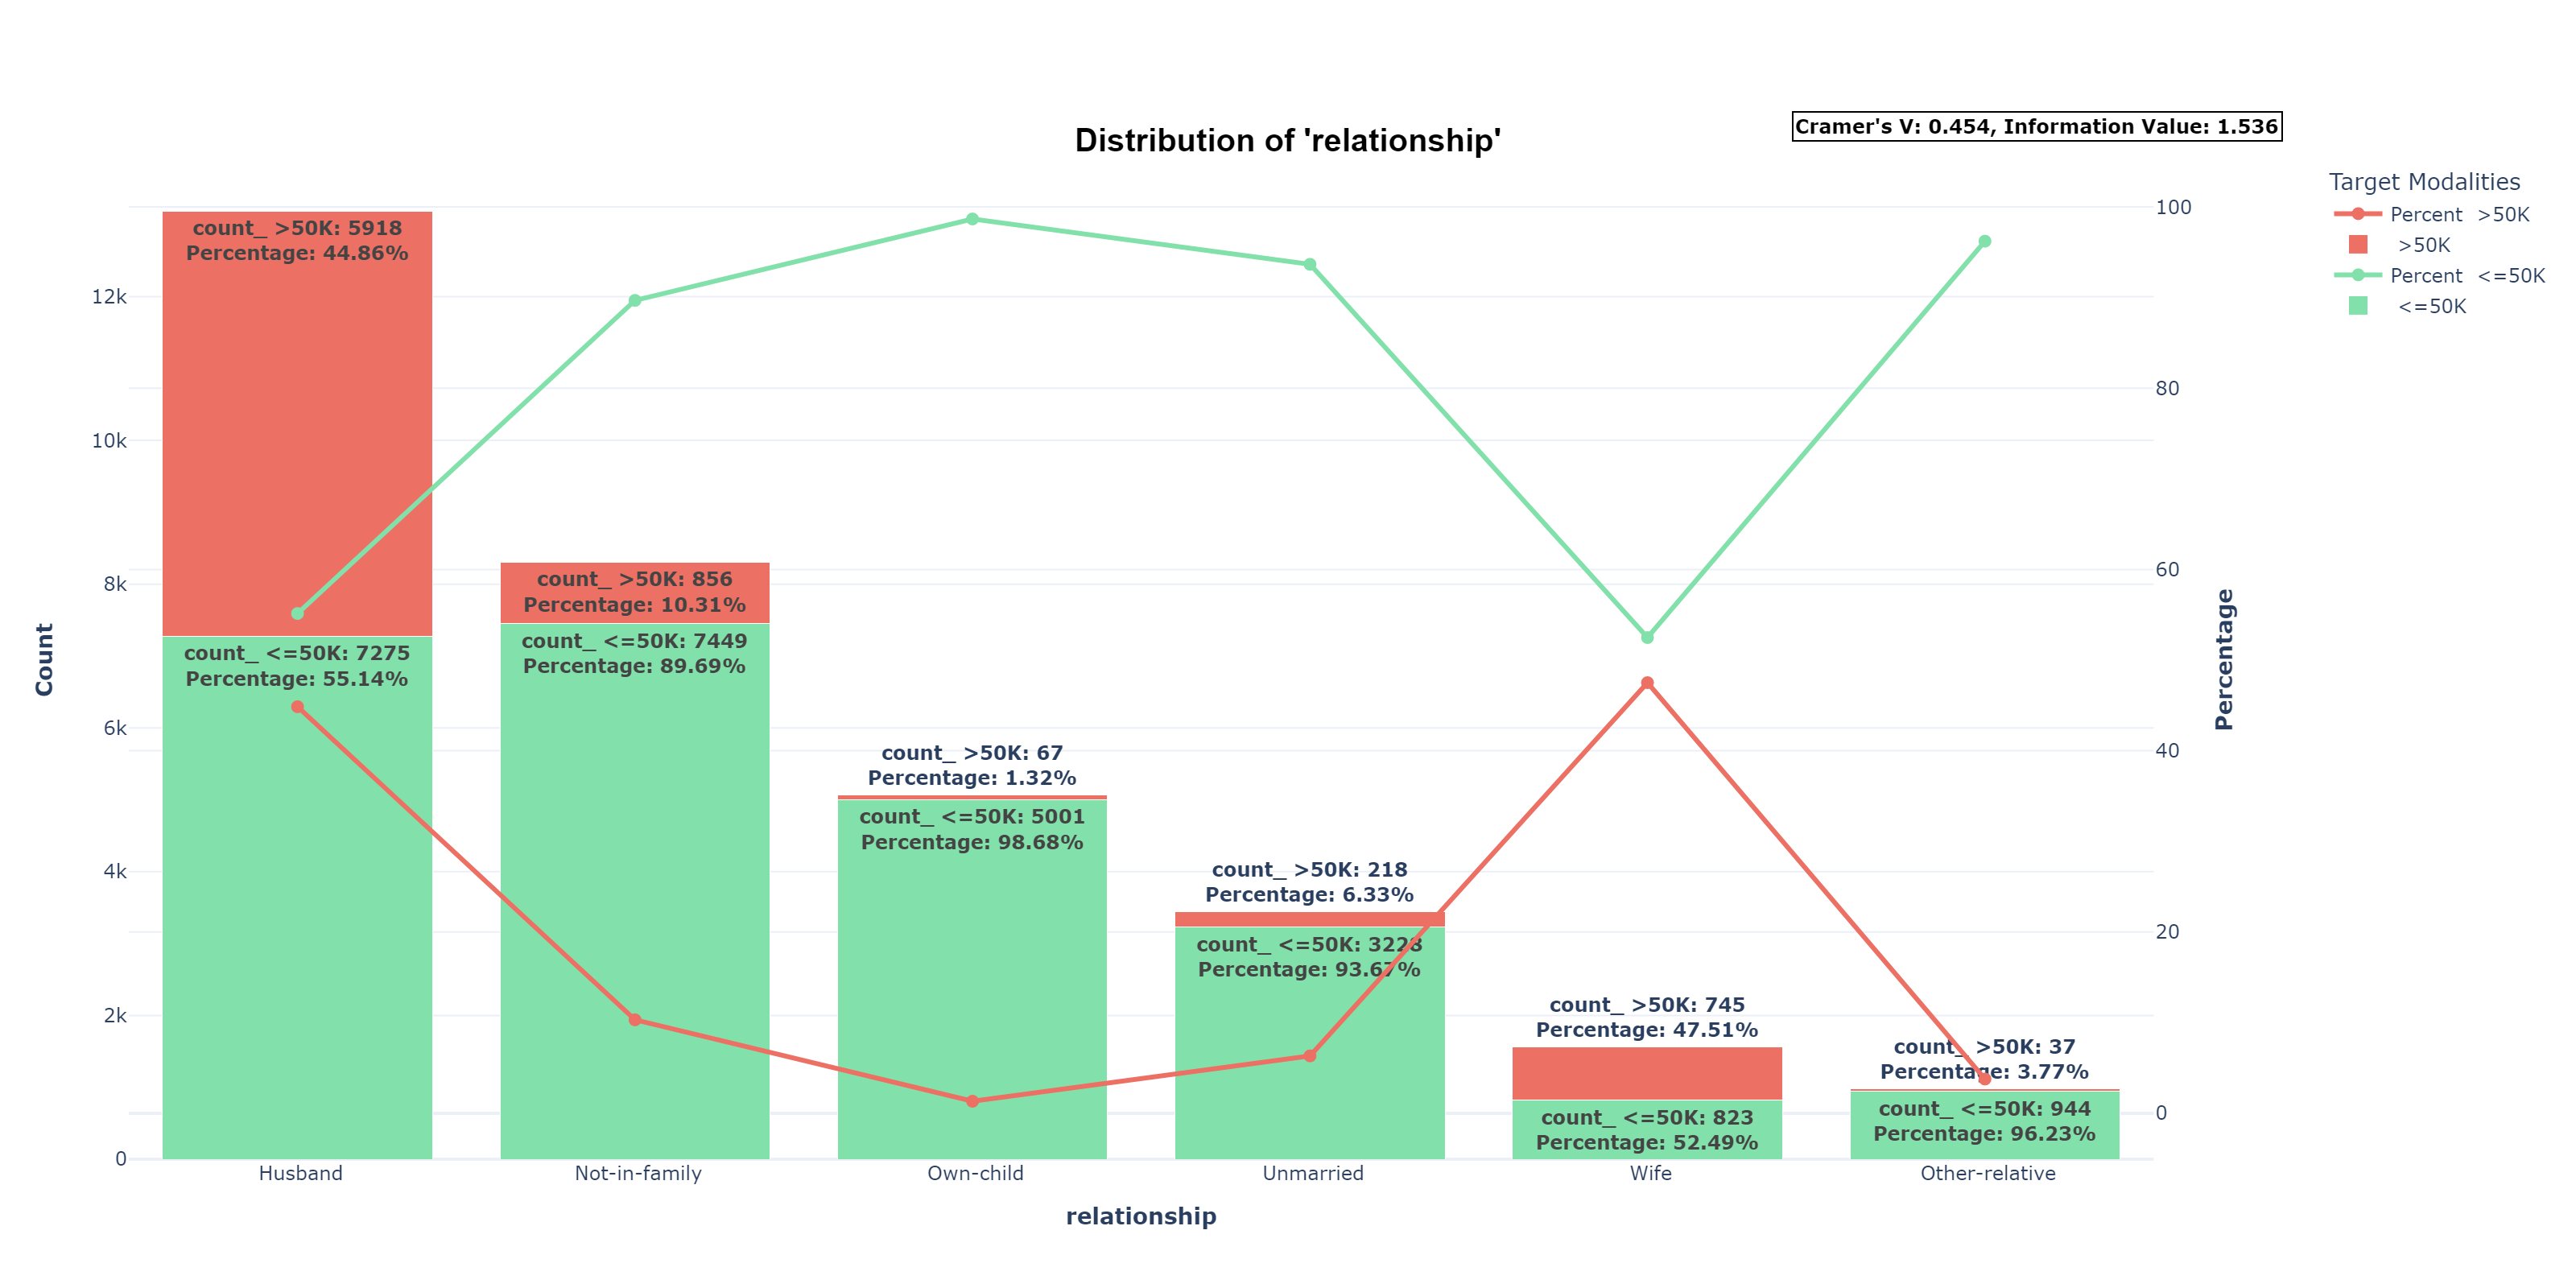 Distribution of 'relationship'
Cramer's V: 0.454, Information Value: 1.536
Target Modalities
Percent >50K
>50K
Percent <=50K
<=50K
Count
12k
10k
8k
6k
4k
2k
0
count_ >50K: 5918
Percentage: 44.86%
count_ <=50K: 7275
Percentage: 55.14%
count_ >50K: 856
Percentage: 10.31%
count_ <=50K: 7449
Percentage: 89.69%
count_ >50K: 67
Percentage: 1.32%
count_ <=50K: 5001
Percentage: 98.68%
count_ >50K: 218
Percentage: 6.33%
count_ <=50K: 3228
Percentage: 93.67%
count_ >50K: 745
Percentage: 47.51%
count_ <=50K: 823
Percentage: 52.49%
count_ >50K: 37
Percentage: 3.77%
count_ <=50K: 944
Percentage: 96.23%
100
80
60
40
20
0
Percentage
Husband
Not-in-family
Own-child
Unmarried
Wife
Other-relative
relationship